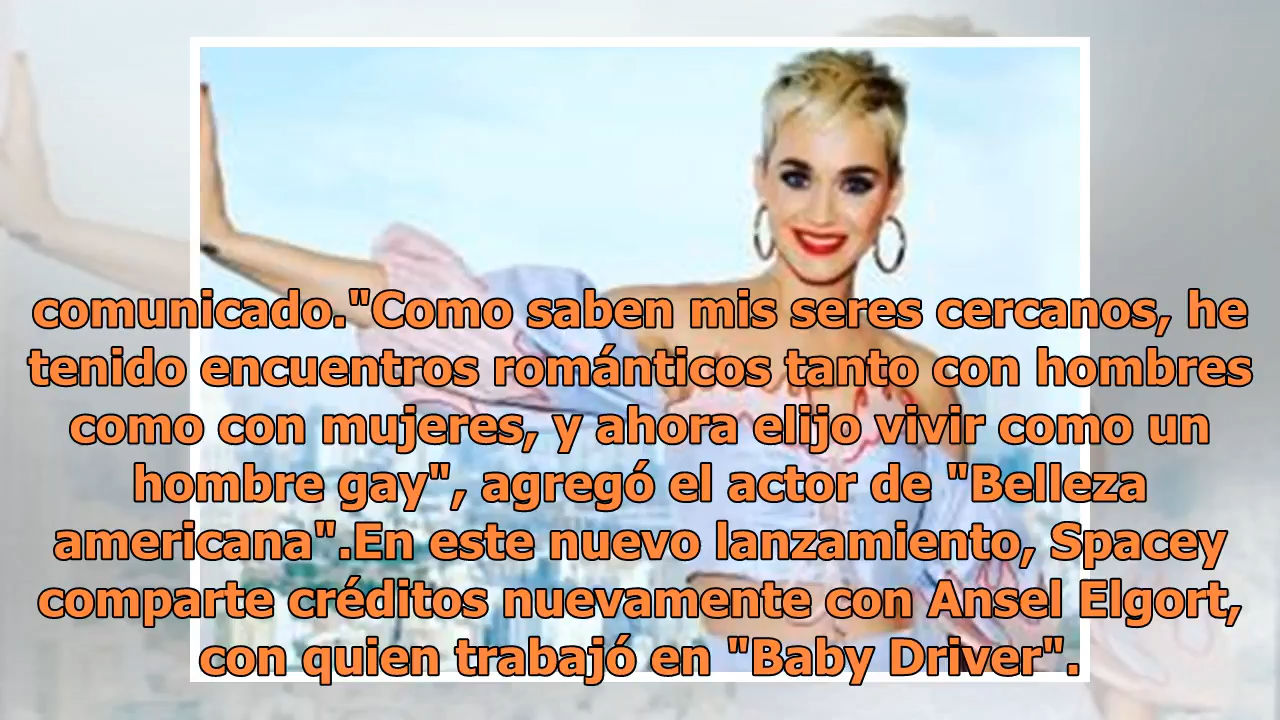 comunicado."Como saben mis seres cercanos, he
tenido encuentros románticos tanto con hombres
como con mujeres, y ahora elijo vivir como un
hombre gay", agregó el actor de "Belleza
americana".En este nuevo lanzamiento, Spacey
comparte créditos nuevamente con Ansel Elgort,
con quien trabajó en "Baby Driver".